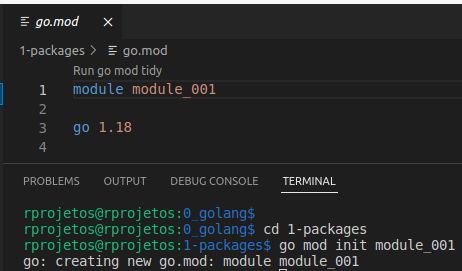 go.mod ×
1-packages > go.mod
Run go mod tidy
1 module module_001
2
3 go 1.18
4
PROBLEMS OUTPUT DEBUG CONSOLE TERMINAL
rprojetos@rprojetos:0_golang$
rprojetos@rprojetos:0_golang$ cd 1-packages
rprojetos@rprojetos:1-packages$ go mod init module_001
go: creating new go.mod: module module_001